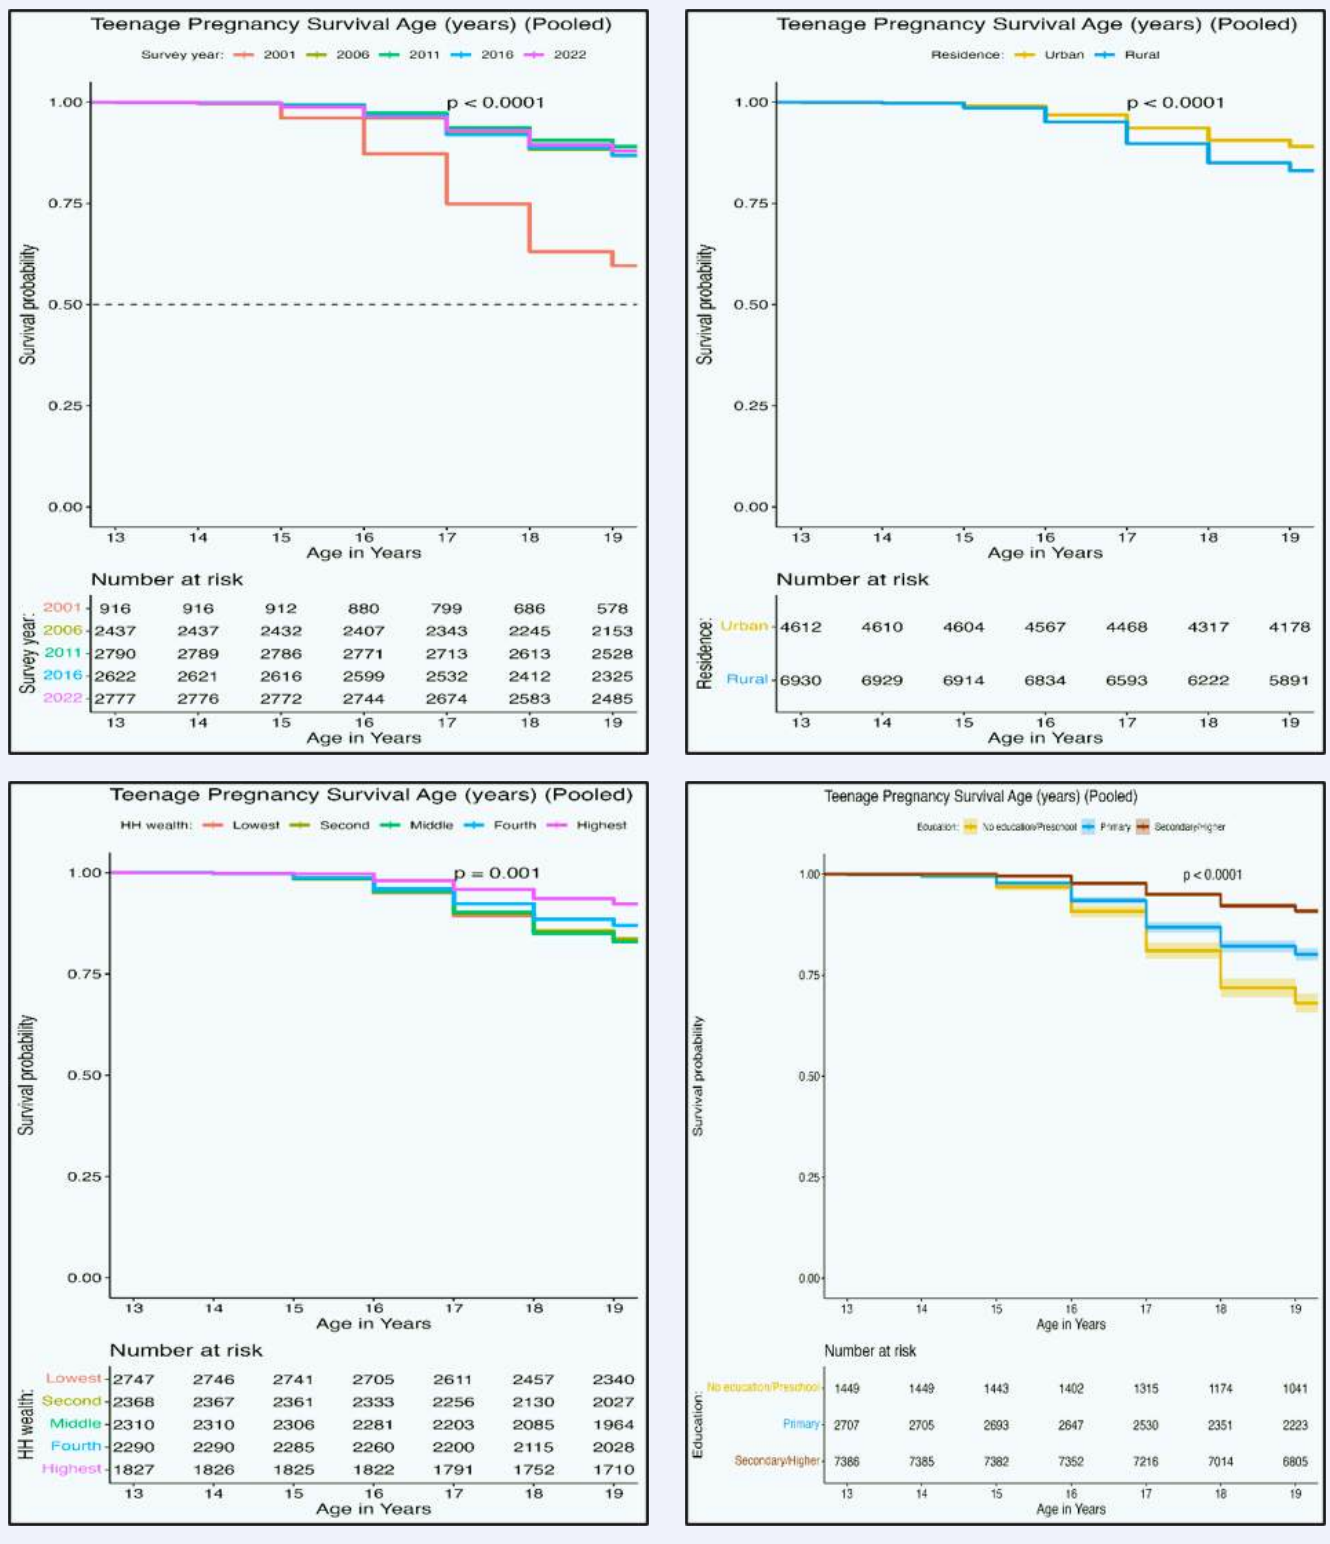 Teenage Pregnancy Survival Age (years) (Pooled)
Survey year: 2001 2006 2011 2016 2022
p < 0.0001
1.00
0.75
0.50
0.25
0.00
Survival probability
13 14 15 16 17 18 19
Age in Years
Number at risk
Survey year:
2001 916 916 912 880 799 686 578
2006 2437 2437 2432 2407 2343 2245 2153
2011 2790 2789 2786 2771 2713 2613 2528
2016 2622 2621 2616 2599 2532 2412 2325
2022 2777 2776 2772 2744 2674 2583 2485
13 14 15 16 17 18 19
Age in Years
Teenage Pregnancy Survival Age (years) (Pooled)
Residence: Urban Rural
p < 0.0001
1.00
0.75
0.50
0.25
0.00
Survival probability
13 14 15 16 17 18 19
Age in Years
Number at risk
Residence:
Urban 4612 4610 4604 4567 4468 4317 4178
Rural 6930 6929 6914 6834 6593 6222 5891
13 14 15 16 17 18 19
Age in Years
Teenage Pregnancy Survival Age (years) (Pooled)
HH wealth: Lowest Second Middle Fourth Highest
p = 0.001
1.00
0.75
0.50
0.25
0.00
Survival probability
13 14 15 16 17 18 19
Age in Years
Number at risk
HH wealth:
Lowest 2747 2746 2741 2705 2611 2457 2340
Second 2368 2367 2361 2333 2256 2130 2027
Middle 2310 2310 2306 2281 2203 2085 1964
Fourth 2290 2290 2285 2260 2200 2115 2028
Highest 1827 1826 1825 1822 1791 1752 1710
13 14 15 16 17 18 19
Age in Years
Teenage Pregnancy Survival Age (years) (Pooled)
Education: No education/Preschool Primary Secondary/Higher
p < 0.0001
1.00
0.75
0.50
0.25
0.00
Survival probability
13 14 15 16 17 18 19
Age in Years
Number at risk
Education:
No education/Preschool 1449 1449 1443 1402 1315 1174 1041
Primary 2707 2705 2693 2647 2530 2351 2223
Secondary/Higher 7386 7385 7382 7352 7216 7014 6805
13 14 15 16 17 18 19
Age in Years